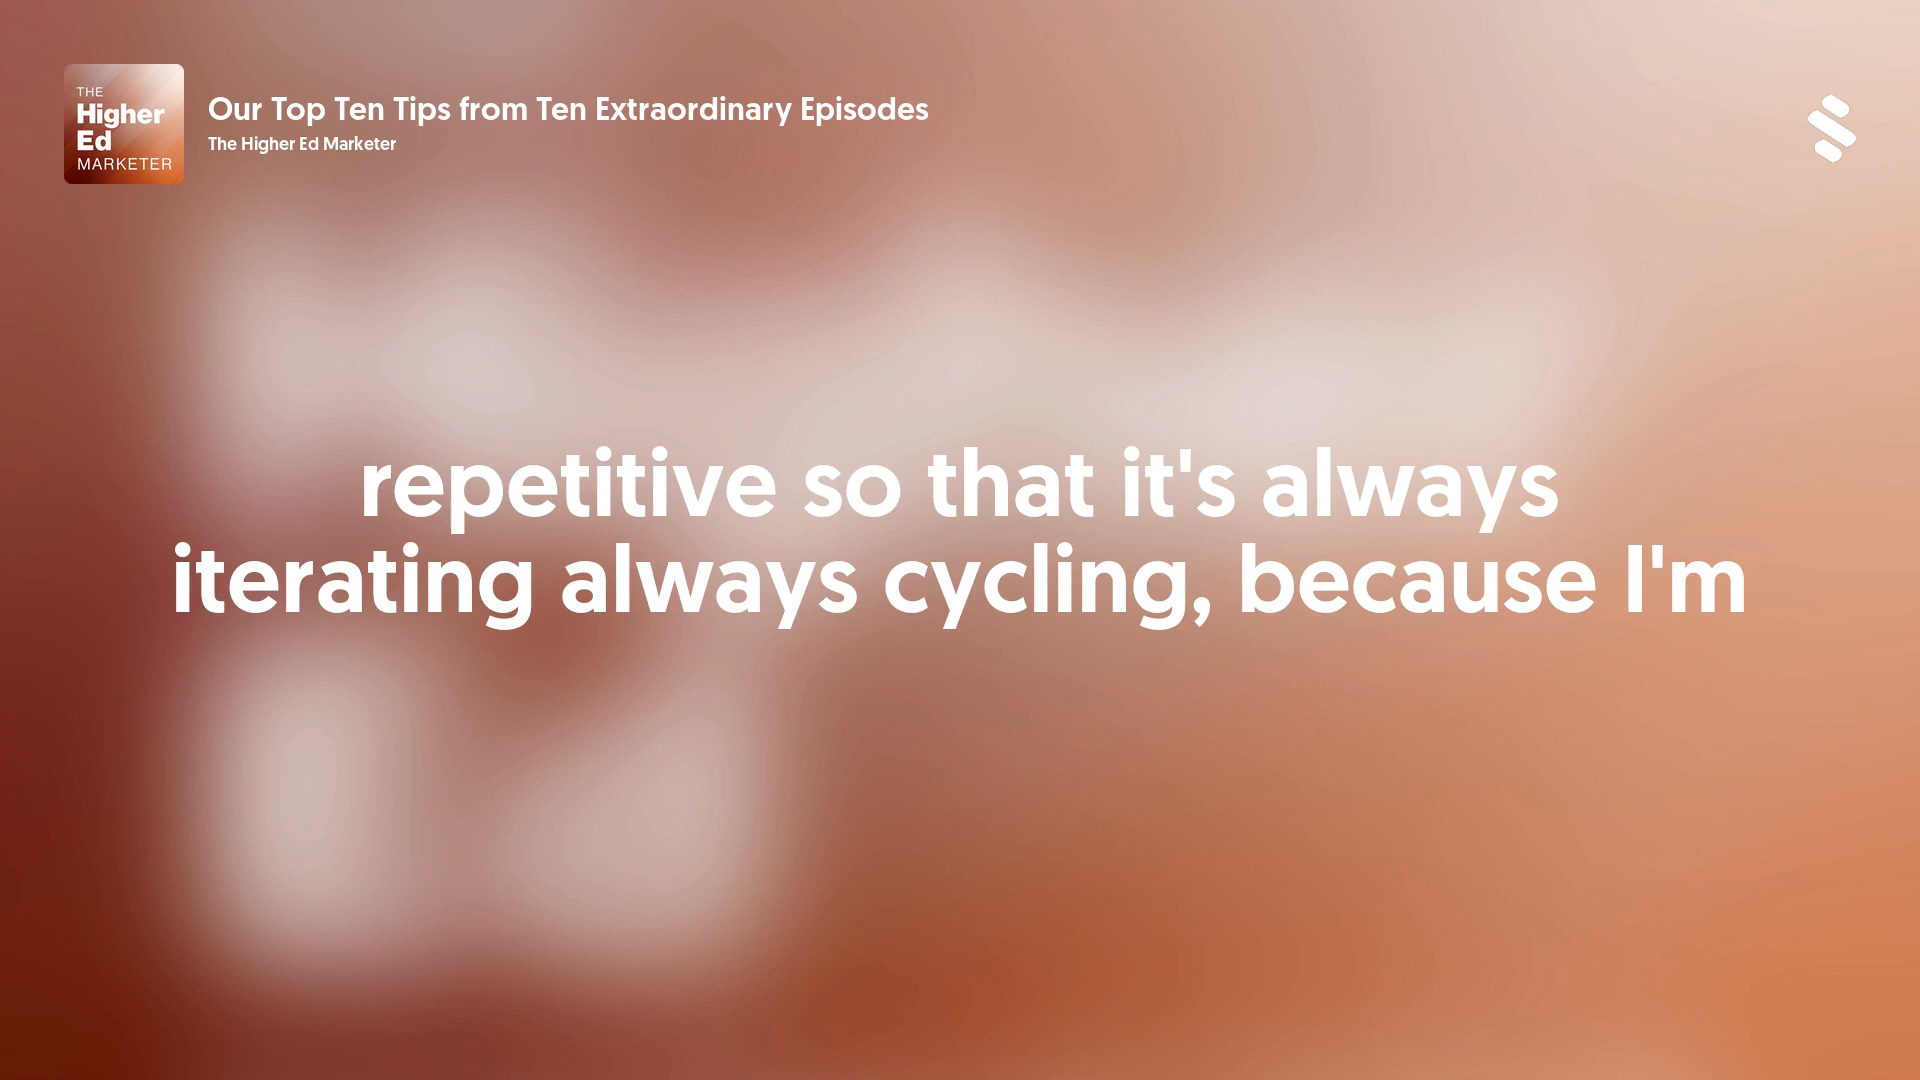 THE
Higher
Ed
MARKETER
Our Top Ten Tips from Ten Extraordinary Episodes
The Higher Ed Marketer
repetitive so that it's always
iterating always cycling, because I'm